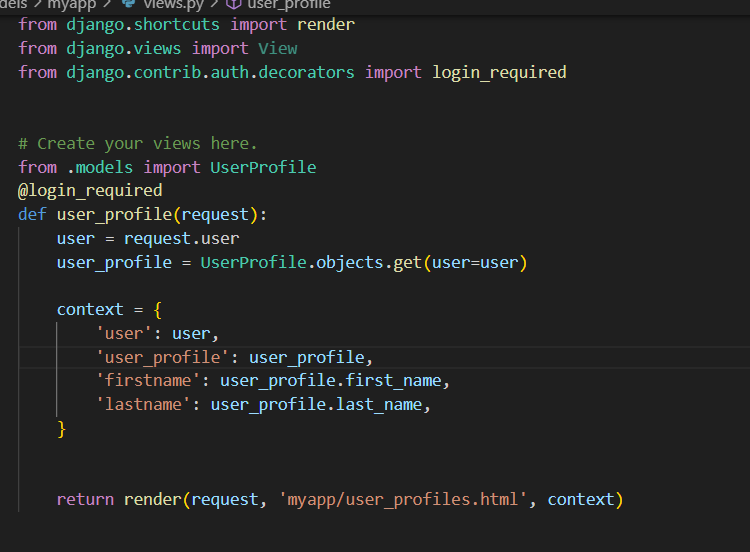 dels > myapp > views.py > user_profile
from django.shortcuts import render
from django.views import View
from django.contrib.auth.decorators import login_required
# Create your views here.
from .models import UserProfile
@login_required
def user_profile(request):
    user = request.user
    user_profile = UserProfile.objects.get(user=user)
    context = {
        'user': user,
        'user_profile': user_profile,
        'firstname': user_profile.first_name,
        'lastname': user_profile.last_name,
    }
    return render(request, 'myapp/user_profiles.html', context)